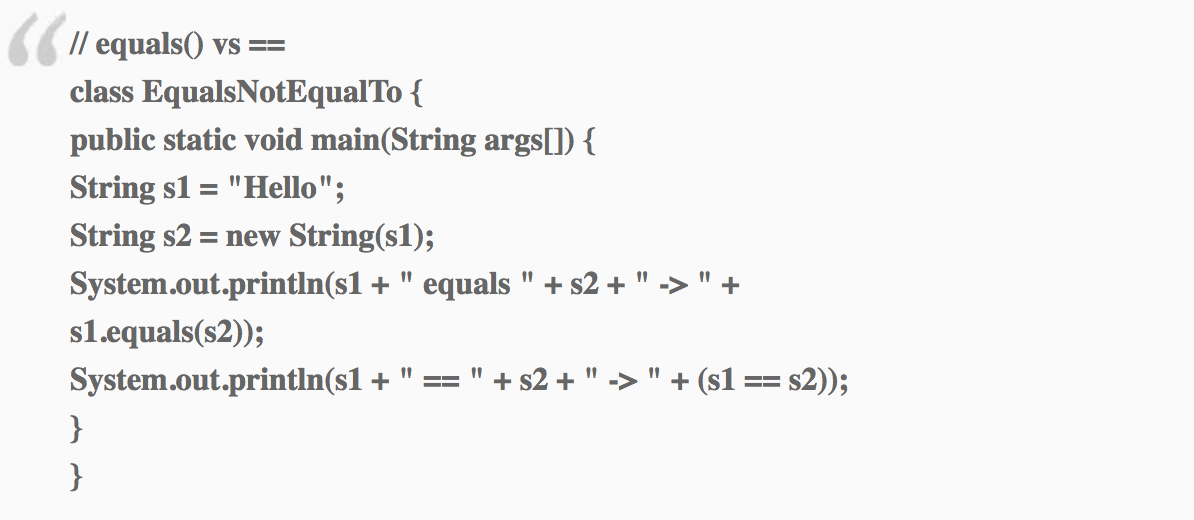 // equals() vs ==
class EqualsNotEqualTo {
public static void main(String args[]) {
String s1 = "Hello";
String s2 = new String(s1);
System.out.println(s1 + " equals " + s2 + " -> " +
s1.equals(s2));
System.out.println(s1 + " == " + s2 + " -> " + (s1 == s2));
}
}